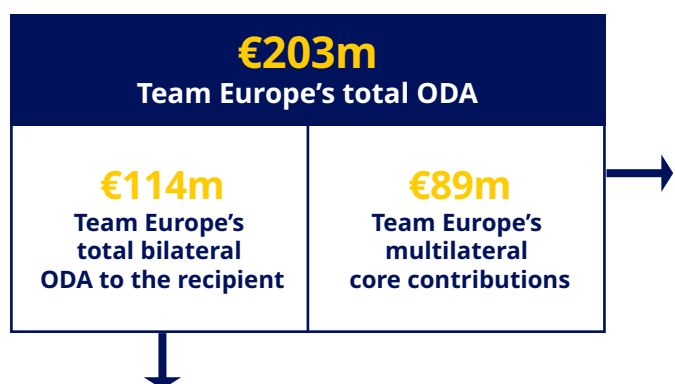 €203m
Team Europe's total ODA
€114m
Team Europe's
total bilateral
ODA to the recipient
€89m
Team Europe's
multilateral
core contributions